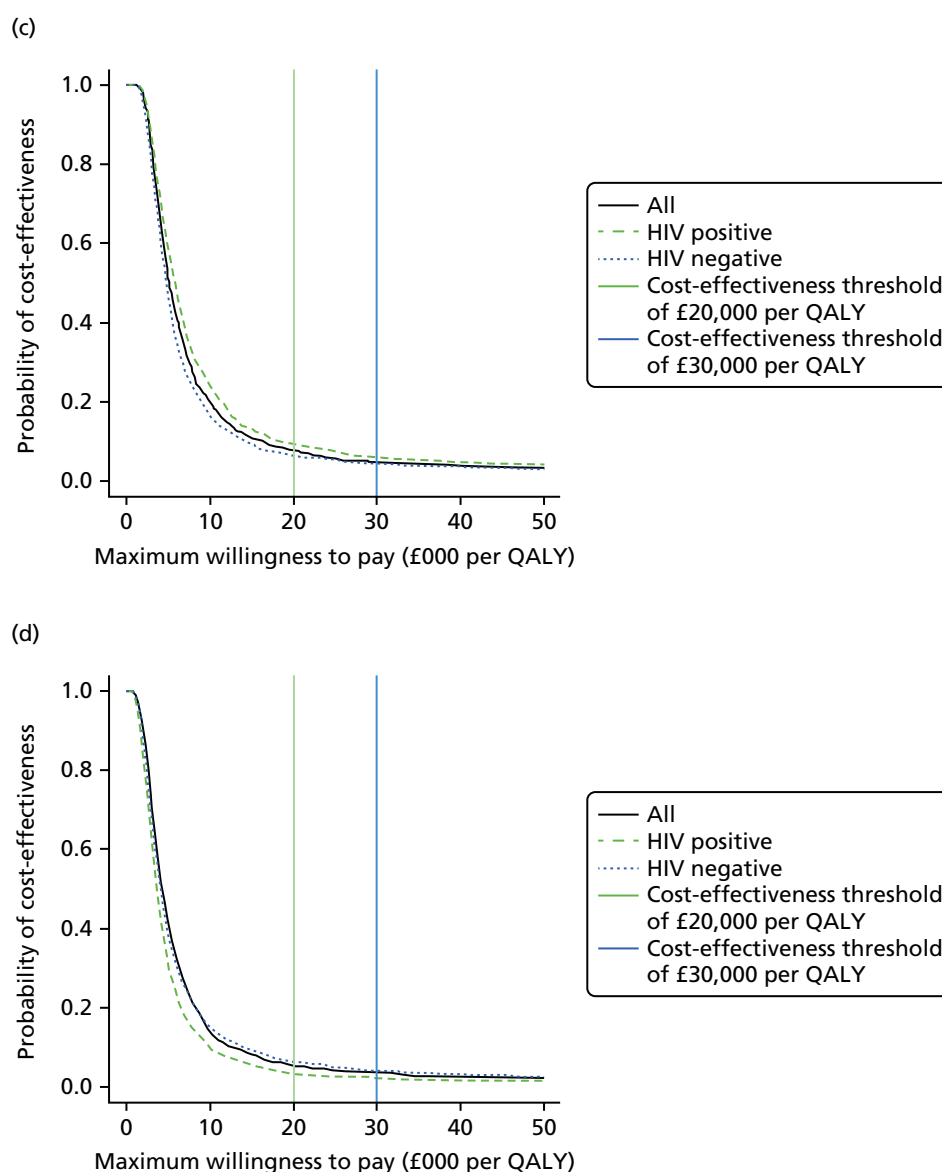 (c)
1.0
0.8
0.6
0.4
0.2
0.0
Probability of cost-effectiveness
0 10 20 30 40 50
Maximum willingness to pay (£000 per QALY)
All
HIV positive
HIV negative
Cost-effectiveness threshold
of £20,000 per QALY
Cost-effectiveness threshold
of £30,000 per QALY
(d)
1.0
0.8
0.6
0.4
0.2
0.0
Probability of cost-effectiveness
0 10 20 30 40 50
Maximum willingness to pay (£000 per QALY)
All
HIV positive
HIV negative
Cost-effectiveness threshold
of £20,000 per QALY
Cost-effectiveness threshold
of £30,000 per QALY